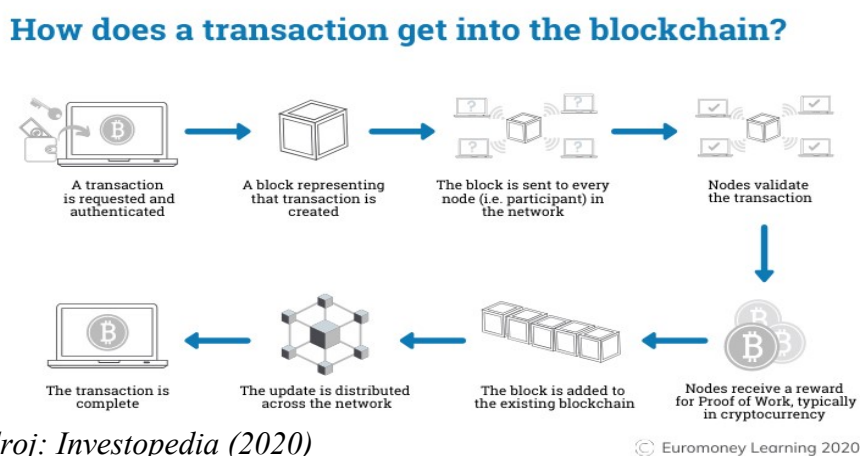 How does a transaction get into the blockchain?
A transaction
is requested and
authenticated
A block representing
that transaction is
created
The block is sent to every
node (i.e. participant) in
the network
Nodes validate
the transaction
The transaction is
complete
The update is distributed
across the network
The block is added to
the existing blockchain
Nodes receive a reward
for Proof of Work, typically
in cryptocurrency
roj: Investopedia (2020)
© Euromoney Learning 2020